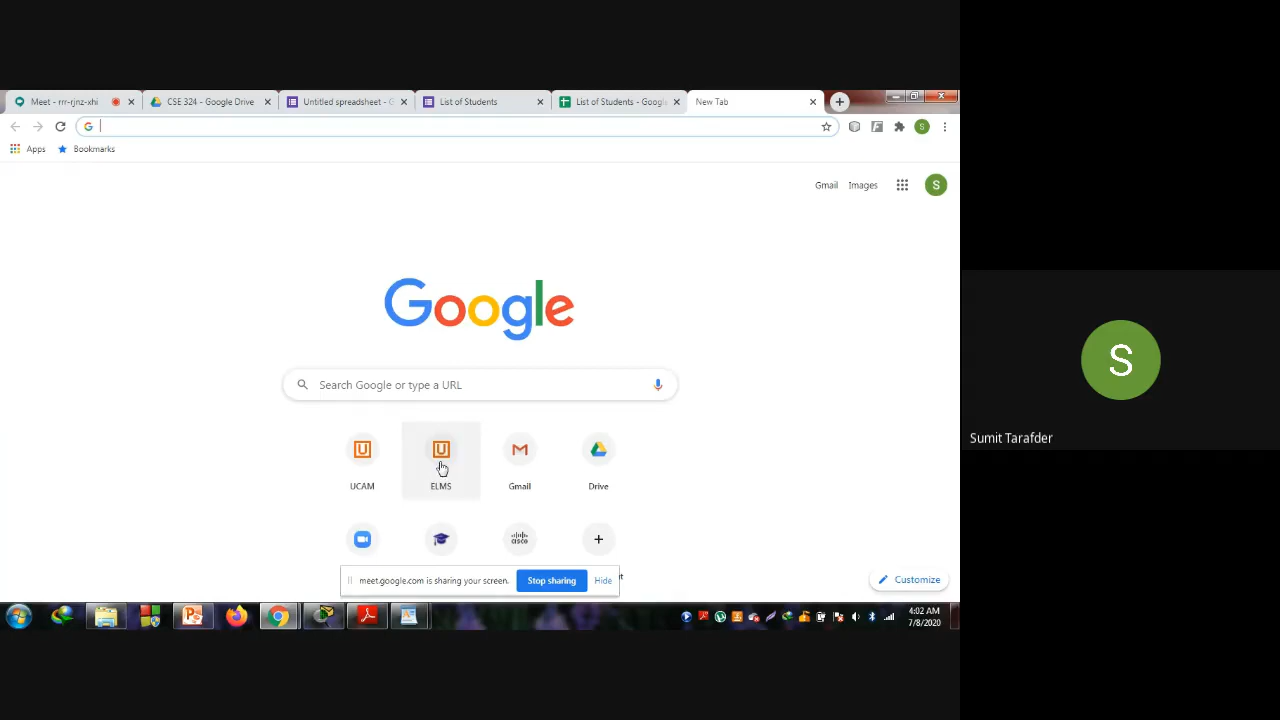 Meet - rrr-rjnz-xhi
CSE 324 - Google Drive
Untitled spreadsheet - G
List of Students
List of Students - Google
New Tab
Apps
Bookmarks
Gmail
Images
S
Google
Search Google or type a URL
UCAM
ELMS
Gmail
Drive
cisco
meet.google.com is sharing your screen.
Stop sharing
Hide
Customize
4:02 AM
7/8/2020
S
Sumit Tarafder